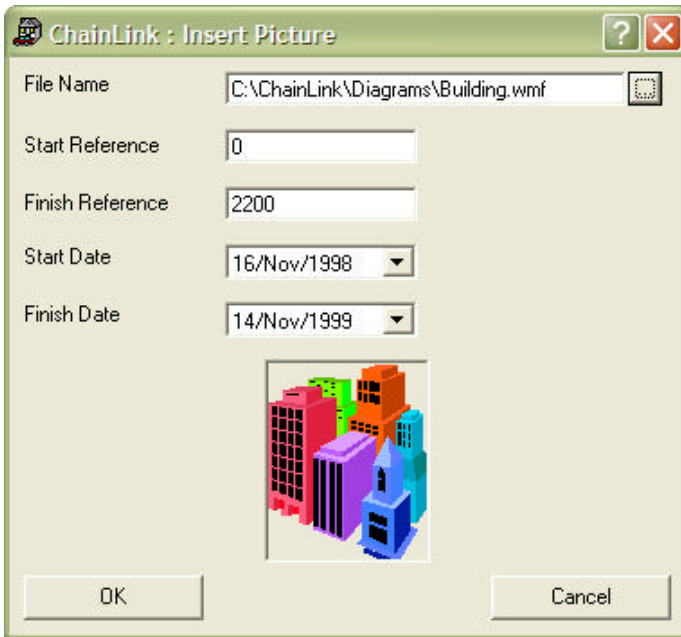 ChainLink : Insert Picture
File Name C:\ChainLink\Diagrams\Building.wmf
Start Reference 0
Finish Reference 2200
Start Date 16/Nov/1998
Finish Date 14/Nov/1999
OK Cancel